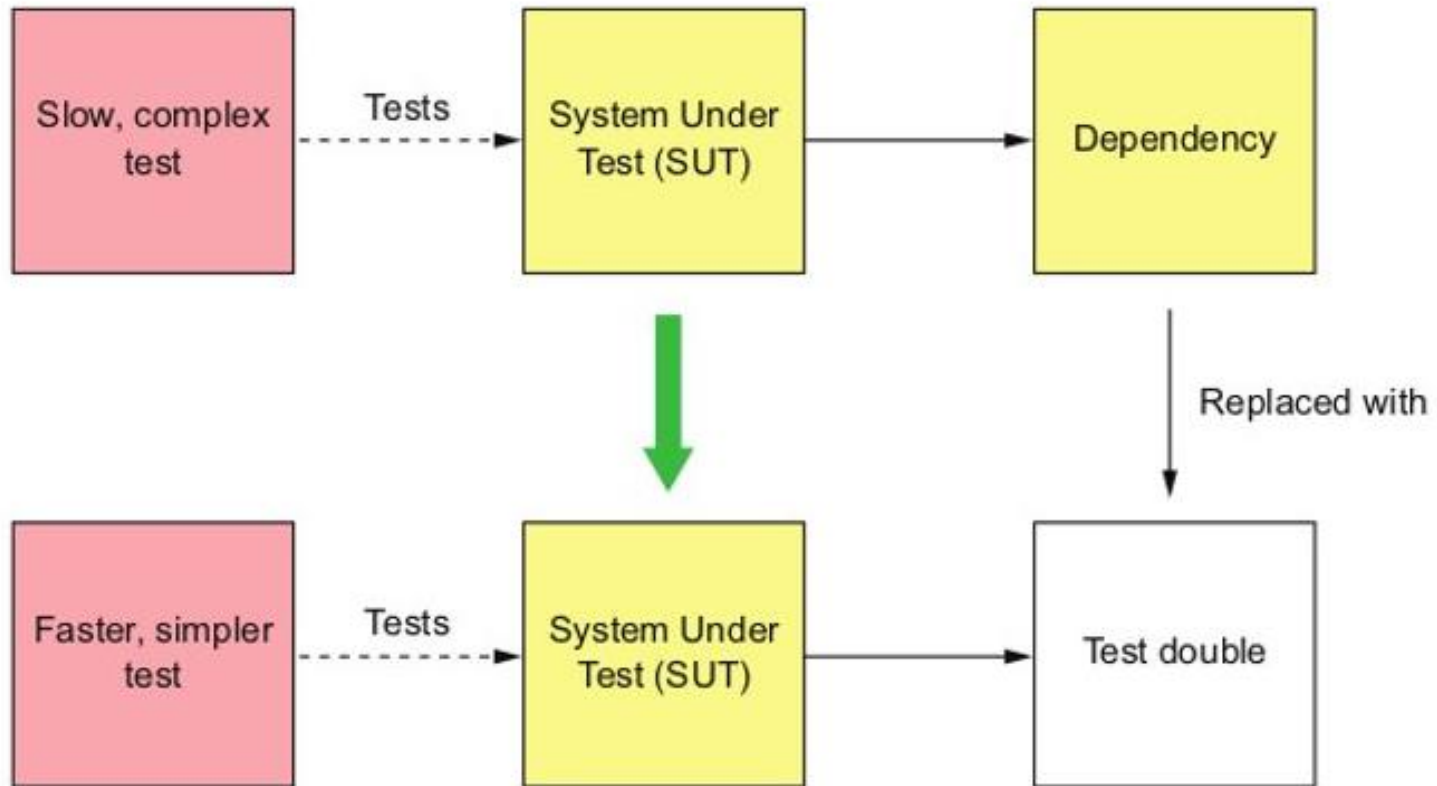 Slow, complex
test
Tests
System Under
Test (SUT)
Dependency
Replaced with
Faster, simpler
test
Tests
System Under
Test (SUT)
Test double